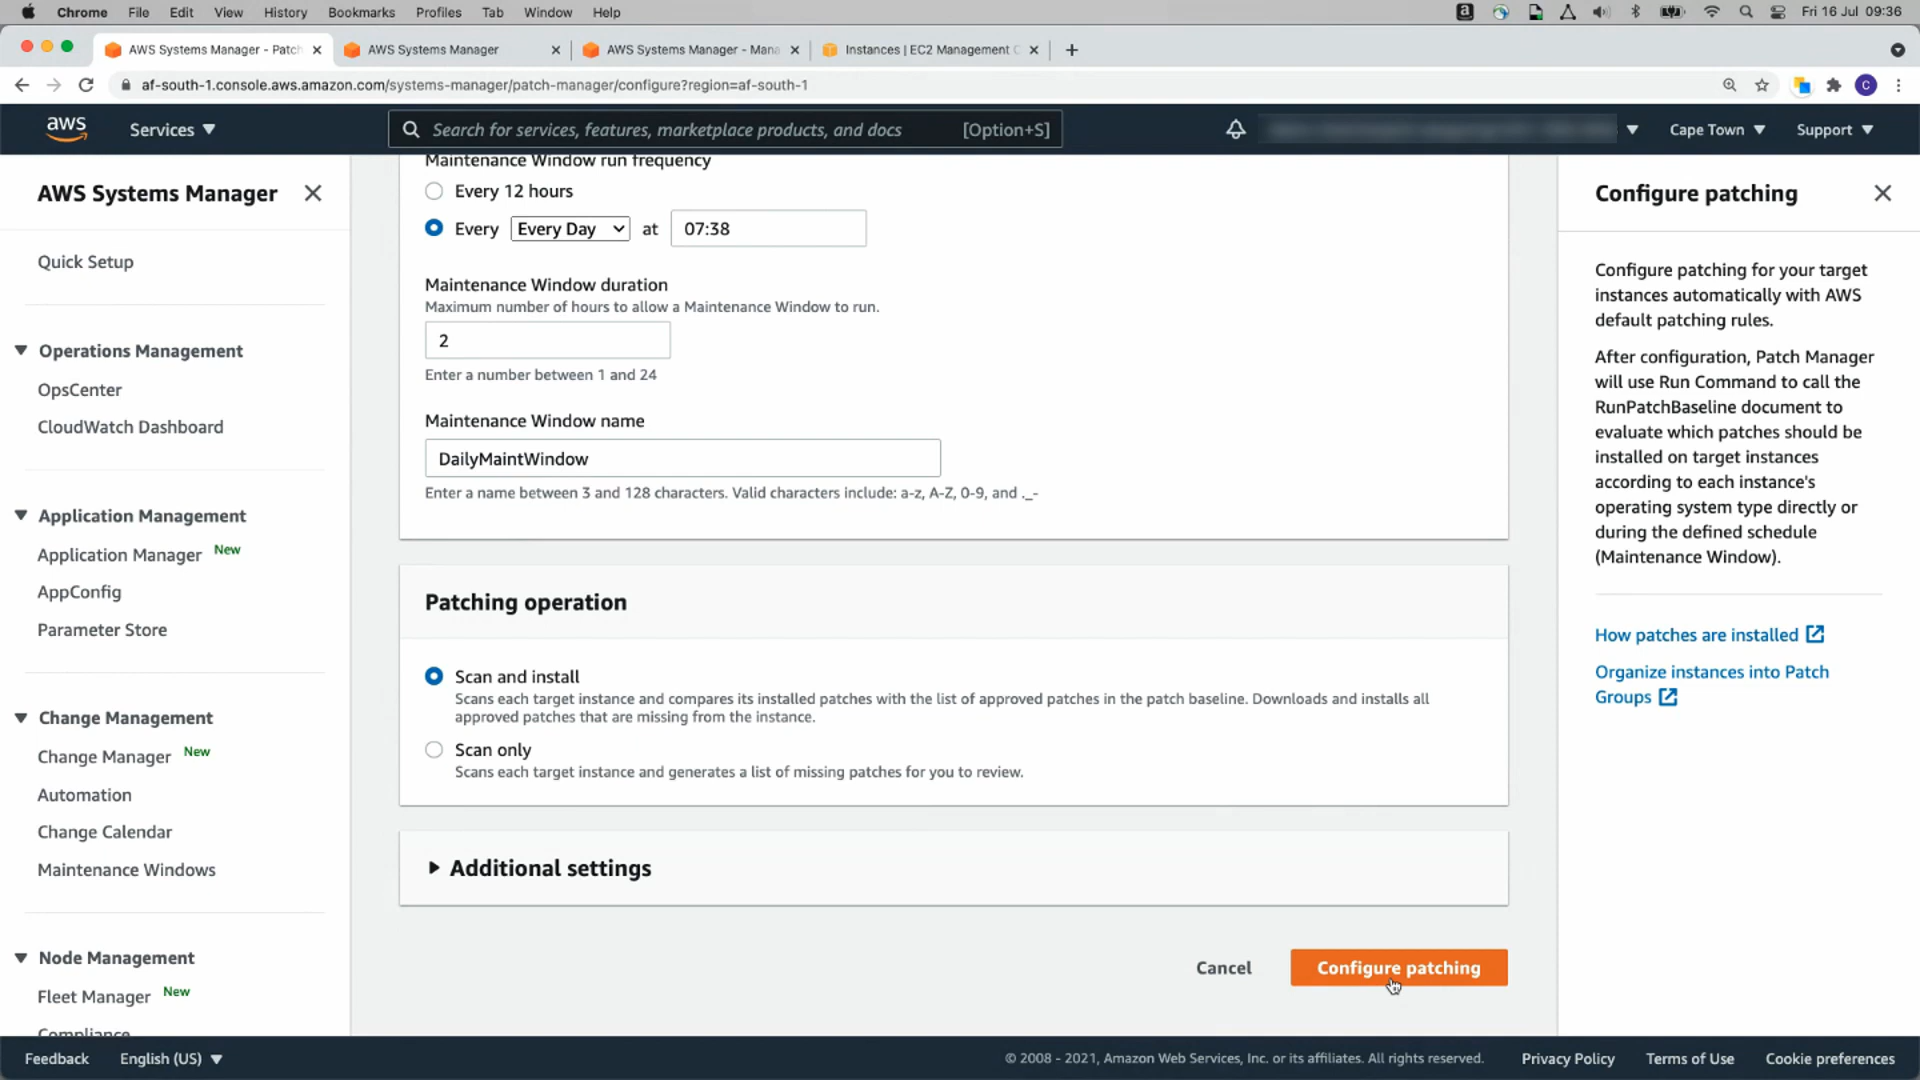 Chrome File Edit View History Bookmarks Profiles Tab Window Help Fri 16 Jul 09:36
AWS Systems Manager - Patch AWS Systems Manager AWS Systems Manager - Mana Instances | EC2 Management C
af-south-1.console.aws.amazon.com/systems-manager/patch-manager/configure?region=af-south-1
aws Services Search for services, features, marketplace products, and docs [Option+S] Cape Town Support
AWS Systems Manager
Quick Setup
Operations Management
OpsCenter
CloudWatch Dashboard
Application Management
Application Manager New
AppConfig
Parameter Store
Change Management
Change Manager New
Automation
Change Calendar
Maintenance Windows
Node Management
Fleet Manager New
Compliance
Maintenance Window run frequency
Every 12 hours
Every Every Day at 07:38
Maintenance Window duration
Maximum number of hours to allow a Maintenance Window to run.
2
Enter a number between 1 and 24
Maintenance Window name
DailyMaintWindow
Enter a name between 3 and 128 characters. Valid characters include: a-z, A-Z, 0-9, and ._-
Patching operation
Scan and install
Scans each target instance and compares its installed patches with the list of approved patches in the patch baseline. Downloads and installs all
approved patches that are missing from the instance.
Scan only
Scans each target instance and generates a list of missing patches for you to review.
Additional settings
Cancel Configure patching
Configure patching
Configure patching for your target
instances automatically with AWS
default patching rules.
After configuration, Patch Manager
will use Run Command to call the
RunPatchBaseline document to
evaluate which patches should be
installed on target instances
according to each instance's
operating system type directly or
during the defined schedule
(Maintenance Window).
How patches are installed
Organize instances into Patch
Groups
Feedback English (US) © 2008 - 2021, Amazon Web Services, Inc. or its affiliates. All rights reserved. Privacy Policy Terms of Use Cookie preferences